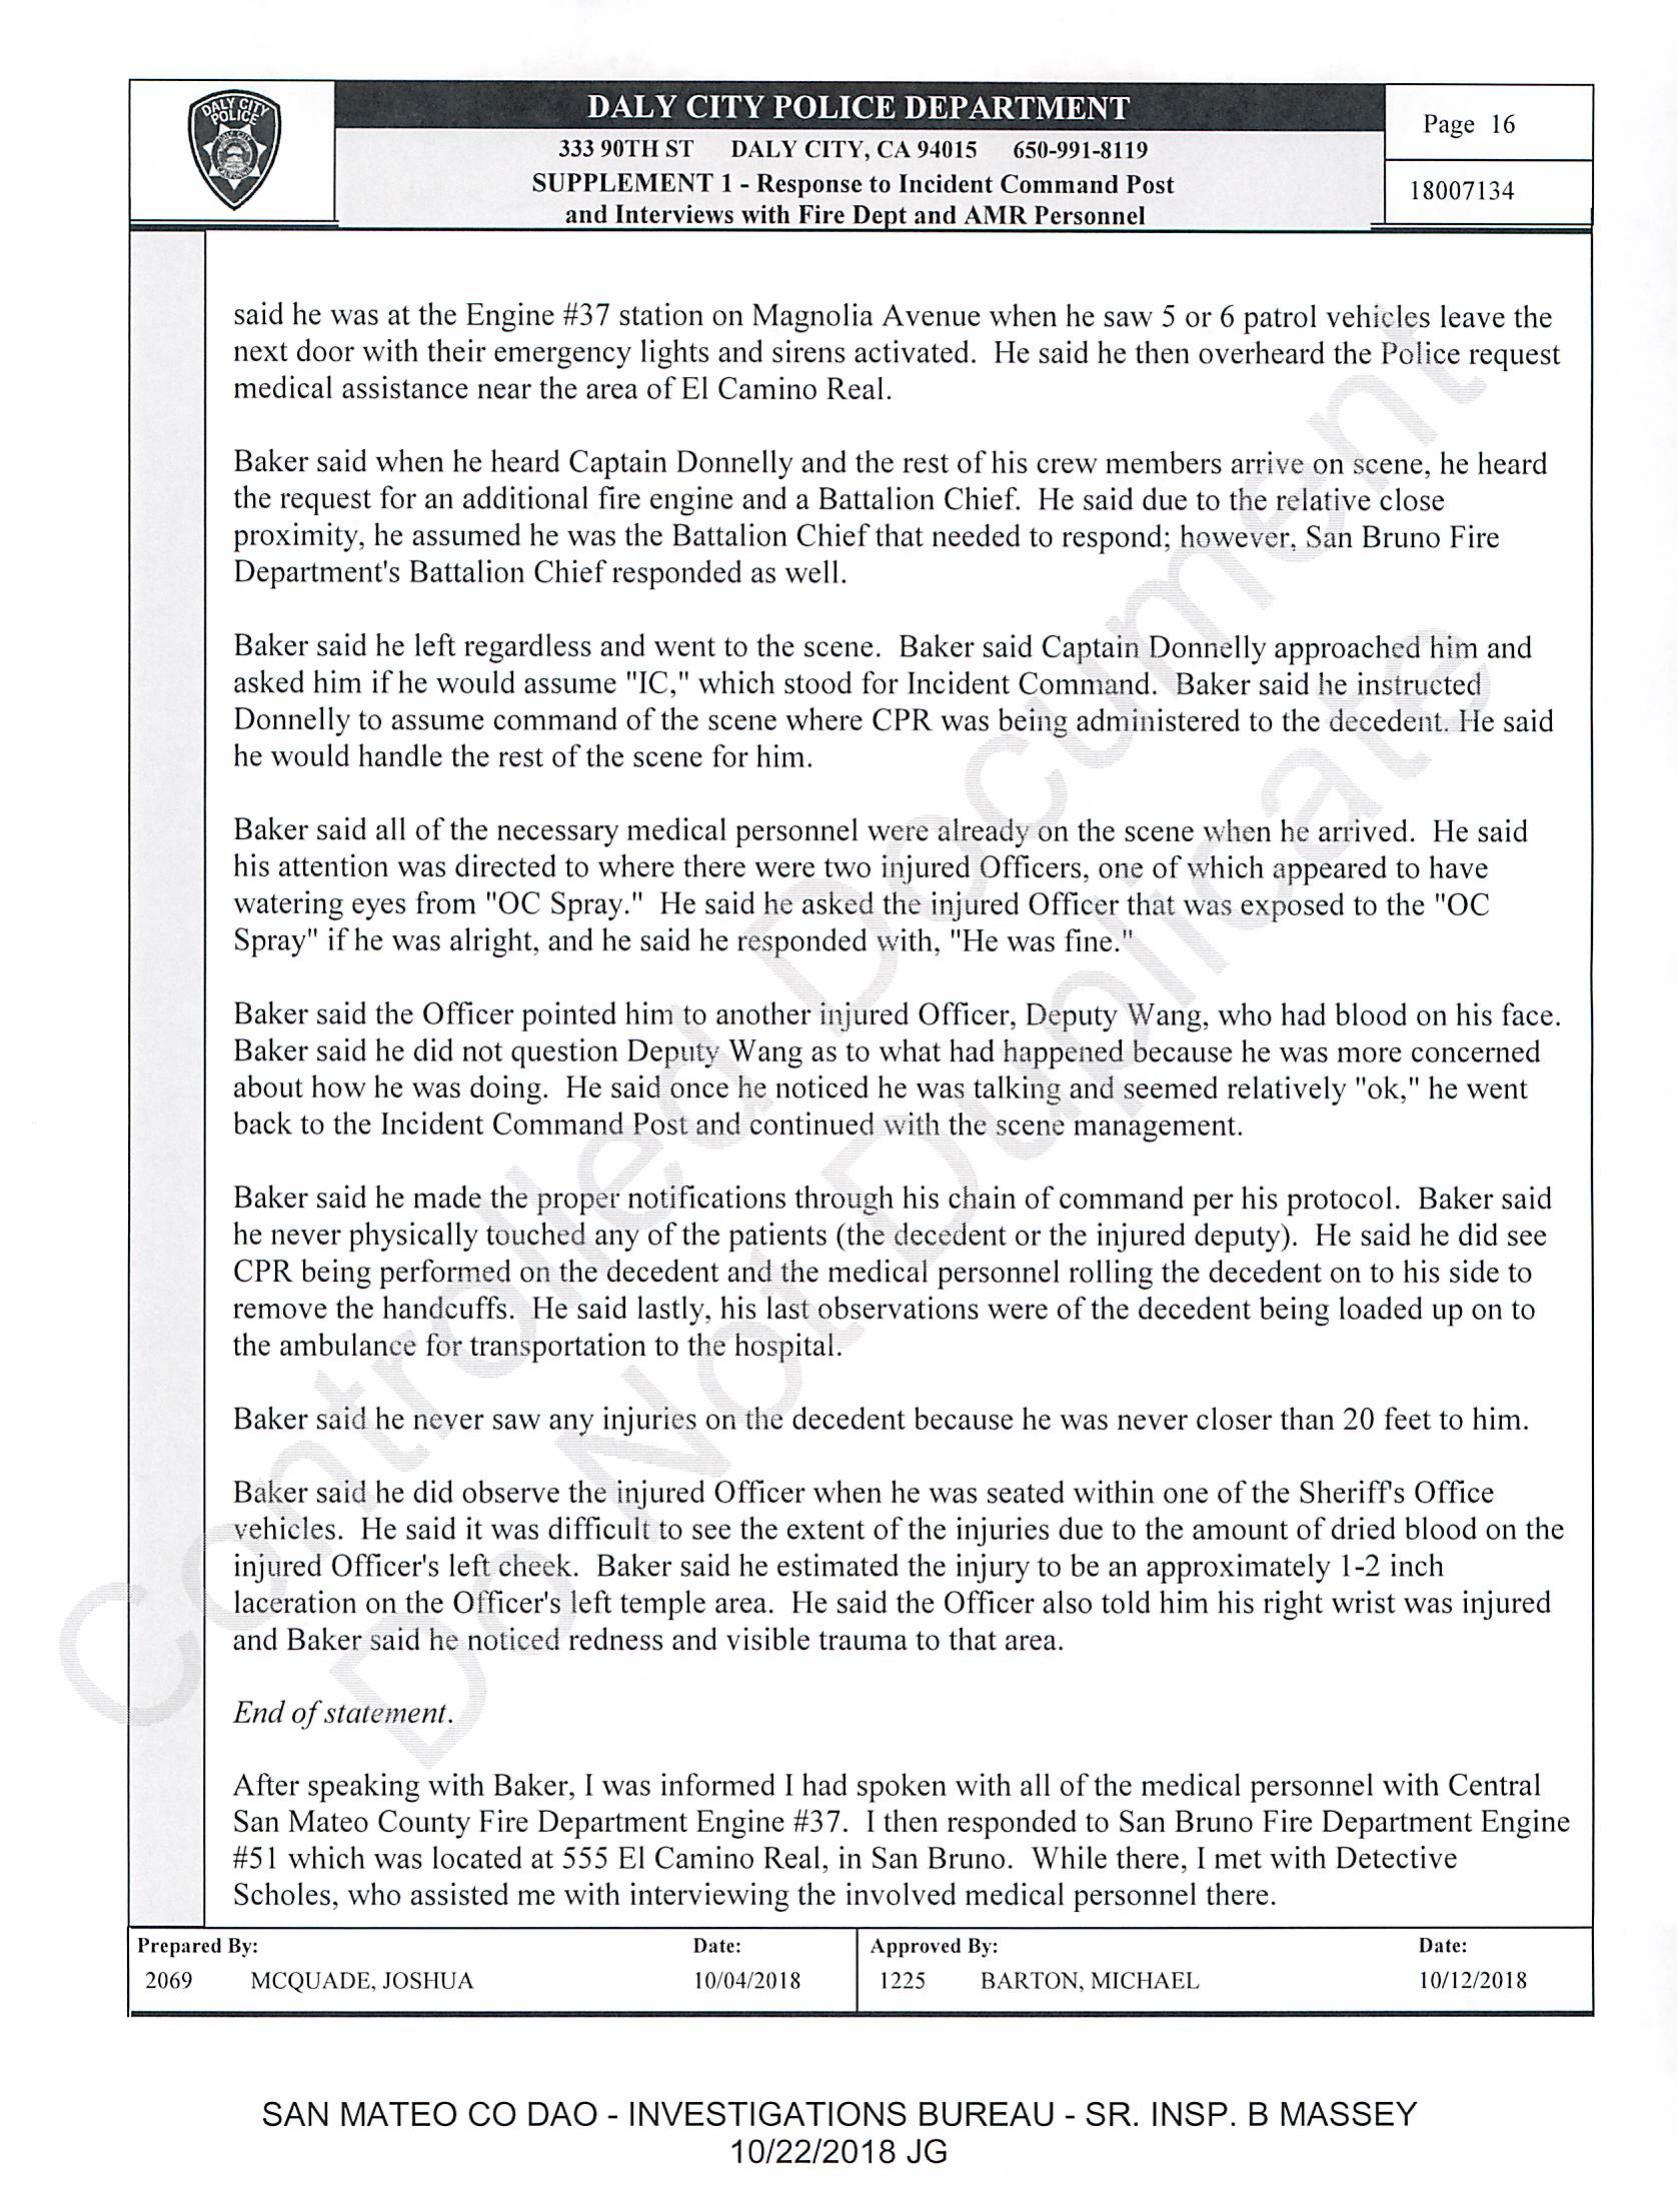 DALY CITY POLICE
DALY CITY POLICE DEPARTMENT
333 90TH ST DALY CITY, CA 94015 650-991-8119
SUPPLEMENT 1 - Response to Incident Command Post
and Interviews with Fire Dept and AMR Personnel
Page 16
18007134
said he was at the Engine #37 station on Magnolia Avenue when he saw 5 or 6 patrol vehicles leave the
next door with their emergency lights and sirens activated. He said he then overheard the Police request
medical assistance near the area of El Camino Real.
Baker said when he heard Captain Donnelly and the rest of his crew members arrive on scene, he heard
the request for an additional fire engine and a Battalion Chief. He said due to the relative close
proximity, he assumed he was the Battalion Chief that needed to respond; however, San Bruno Fire
Department's Battalion Chief responded as well.
Baker said he left regardless and went to the scene. Baker said Captain Donnelly approached him and
asked him if he would assume "IC," which stood for Incident Command. Baker said he instructed
Donnelly to assume command of the scene where CPR was being administered to the decedent. He said
he would handle the rest of the scene for him.
Baker said all of the necessary medical personnel were already on the scene when he arrived. He said
his attention was directed to where there were two injured Officers, one of which appeared to have
watering eyes from "OC Spray." He said he asked the injured Officer that was exposed to the "OC
Spray" if he was alright, and he said he responded with, "He was fine."
Baker said the Officer pointed him to another injured Officer, Deputy Wang, who had blood on his face.
Baker said he did not question Deputy Wang as to what had happened because he was more concerned
about how he was doing. He said once he noticed he was talking and seemed relatively "ok," he went
back to the Incident Command Post and continued with the scene management.
Baker said he made the proper notifications through his chain of command per his protocol. Baker said
he never physically touched any of the patients (the decedent or the injured deputy). He said he did see
CPR being performed on the decedent and the medical personnel rolling the decedent on to his side to
remove the handcuffs. He said lastly, his last observations were of the decedent being loaded up on to
the ambulance for transportation to the hospital.
Baker said he never saw any injuries on the decedent because he was never closer than 20 feet to him.
Baker said he did observe the injured Officer when he was seated within one of the Sheriff's Office
vehicles. He said it was difficult to see the extent of the injuries due to the amount of dried blood on the
injured Officer's left cheek. Baker said he estimated the injury to be an approximately 1-2 inch
laceration on the Officer's left temple area. He said the Officer also told him his right wrist was injured
and Baker said he noticed redness and visible trauma to that area.
End of statement.
After speaking with Baker, I was informed I had spoken with all of the medical personnel with Central
San Mateo County Fire Department Engine #37. I then responded to San Bruno Fire Department Engine
#51 which was located at 555 El Camino Real, in San Bruno. While there, I met with Detective
Scholes, who assisted me with interviewing the involved medical personnel there.
Controlled Document
Do Not Duplicate
Prepared By: Date: Approved By: Date:
2069 MCQUADE, JOSHUA 10/04/2018 1225 BARTON, MICHAEL 10/12/2018
SAN MATEO CO DAO - INVESTIGATIONS BUREAU - SR. INSP. B MASSEY
10/22/2018 JG